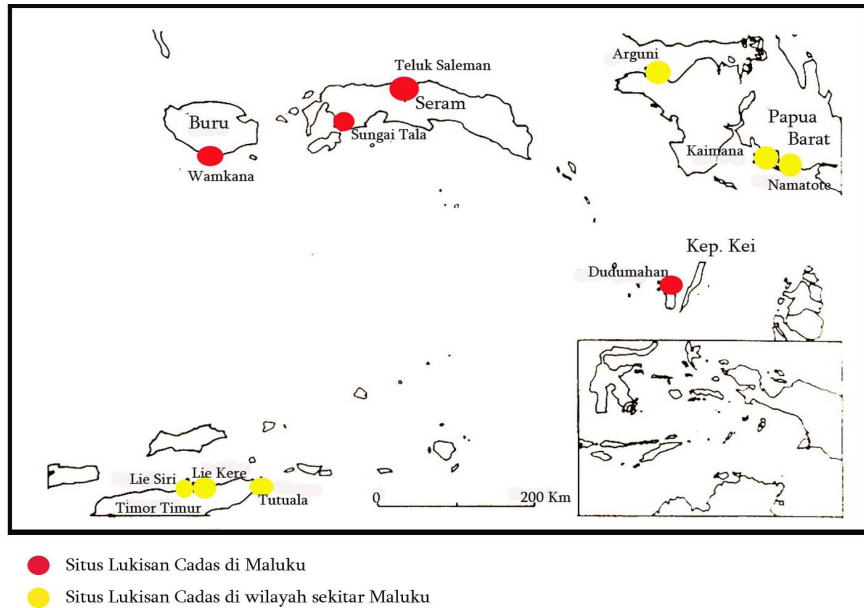 Teluk Saleman
Seram
Arguni
Buru
Sungai Tala
Papua
Barat
Kaimana
Wamkana
Namatote
Kep. Kei
Dudumahan
Lie Siri
Lie Kere
Tutuala
Timor Timur
0
200 Km
Situs Lukisan Cadas di Maluku
Situs Lukisan Cadas di wilayah sekitar Maluku